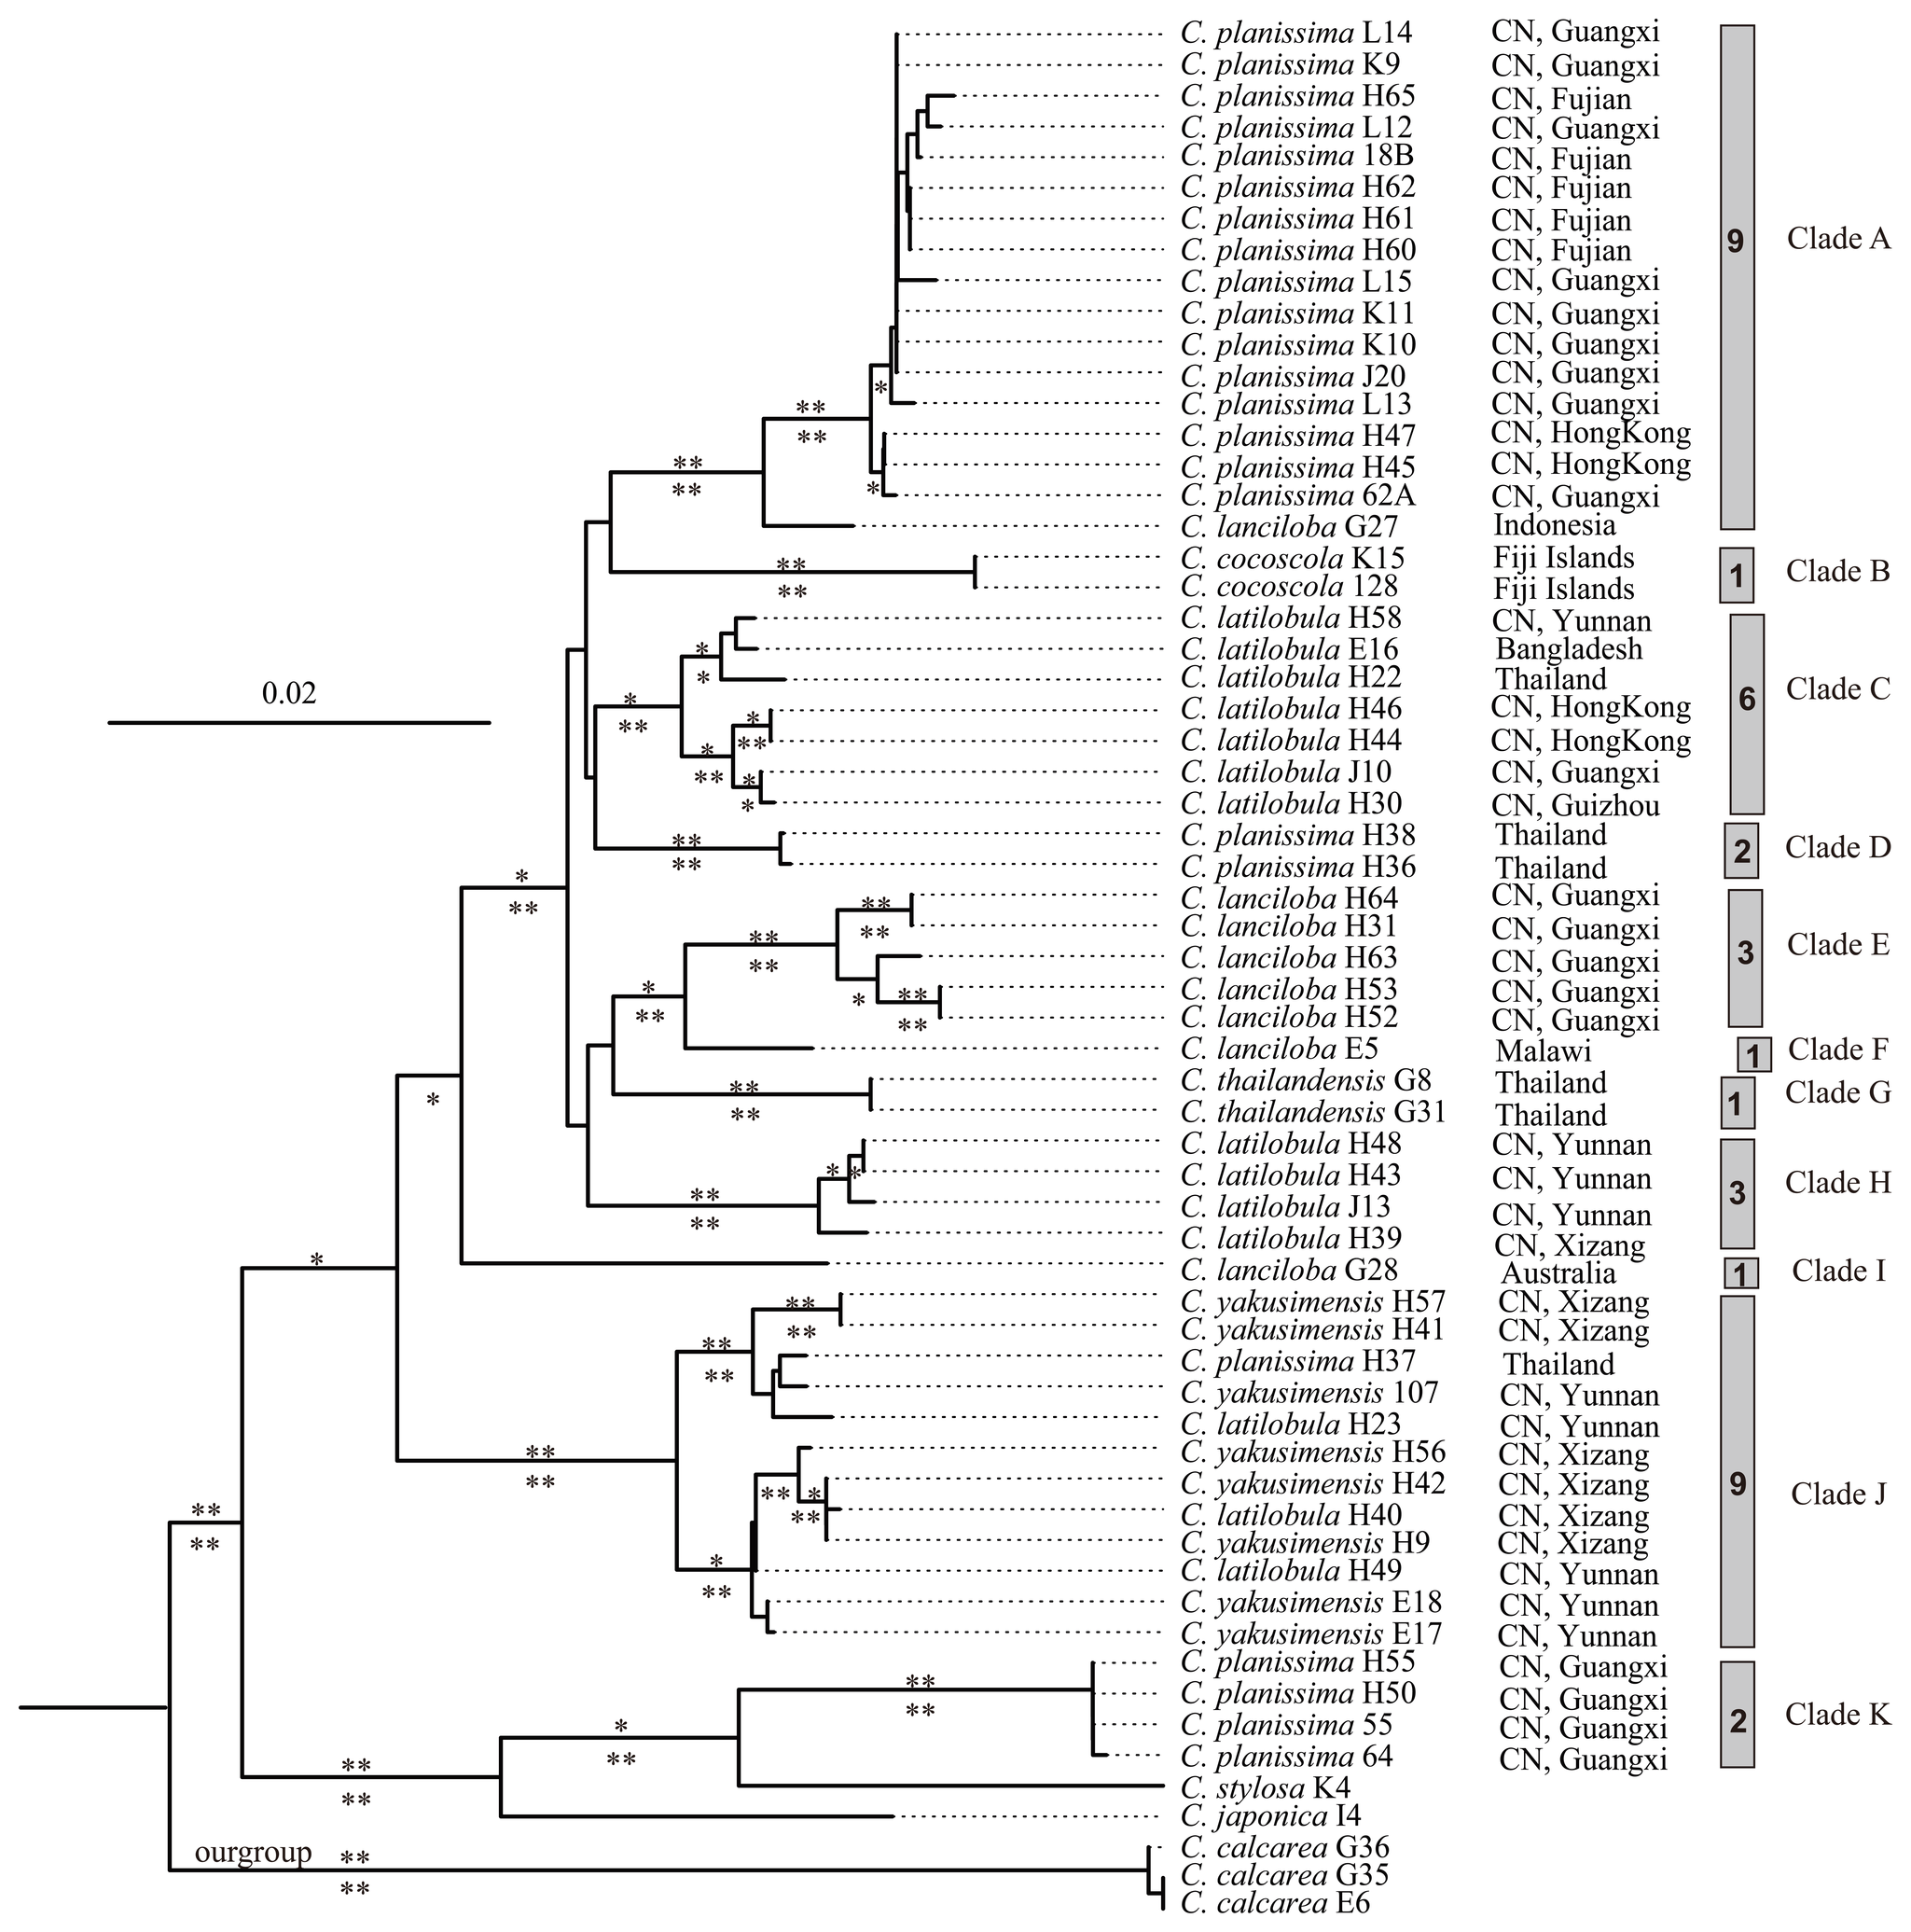 C. planissima L14 CN, Guangxi
C. planissima K9 CN, Guangxi
C. planissima H65 CN, Fujian
C. planissima L12 CN, Guangxi
C. planissima 18B CN, Fujian
C. planissima H62 CN, Fujian
C. planissima H61 CN, Fujian
C. planissima H60 CN, Fujian
9 Clade A
C. planissima L15 CN, Guangxi
C. planissima K11 CN, Guangxi
C. planissima K10 CN, Guangxi
C. planissima J20 CN, Guangxi
*
C. planissima L13 CN, Guangxi
**
** C. planissima H47 CN, HongKong
** C. planissima H45 CN, HongKong
** * C. planissima 62A CN, Guangxi
C. lanciloba G27 Indonesia
C. cocoscola K15 Fiji Islands
** 1 Clade B
** C. cocoscola 128 Fiji Islands
C. latilobula H58 CN, Yunnan
* C. latilobula E16 Bangladesh
* C. latilobula H22 Thailand
0.02 * 6 Clade C
* C. latilobula H46 CN, HongKong
** * ** C. latilobula H44 CN, HongKong
** * C. latilobula J10 CN, Guangxi
* C. latilobula H30 CN, Guizhou
** C. planissima H38 Thailand
2 Clade D
** C. planissima H36 Thailand
*
** ** C. lanciloba H64 CN, Guangxi
** ** C. lanciloba H31 CN, Guangxi
3 Clade E
** C. lanciloba H63 CN, Guangxi
* * ** C. lanciloba H53 CN, Guangxi
** ** C. lanciloba H52 CN, Guangxi
C. lanciloba E5 Malawi 1 Clade F
** C. thailandensis G8 Thailand
1 Clade G
* ** C. thailandensis G31 Thailand
C. latilobula H48 CN, Yunnan
* * C. latilobula H43 CN, Yunnan
3 Clade H
** C. latilobula J13 CN, Yunnan
** C. latilobula H39 CN, Xizang
*
C. lanciloba G28 Australia 1 Clade I
** C. yakusimensis H57 CN, Xizang
** ** C. yakusimensis H41 CN, Xizang
** C. planissima H37 Thailand
C. yakusimensis 107 CN, Yunnan
C. latilobula H23 CN, Yunnan
** C. yakusimensis H56 CN, Xizang
** ** * C. yakusimensis H42 CN, Xizang
9 Clade J
** ** C. latilobula H40 CN, Xizang
** C. yakusimensis H9 CN, Xizang
* C. latilobula H49 CN, Yunnan
** C. yakusimensis E18 CN, Yunnan
C. yakusimensis E17 CN, Yunnan
C. planissima H55 CN, Guangxi
** C. planissima H50 CN, Guangxi
**
* C. planissima 55 CN, Guangxi
2 Clade K
** ** C. planissima 64 CN, Guangxi
** C. stylosa K4
C. japonica I4
ourgroup ** C. calcarea G36
** C. calcarea G35
C. calcarea E6